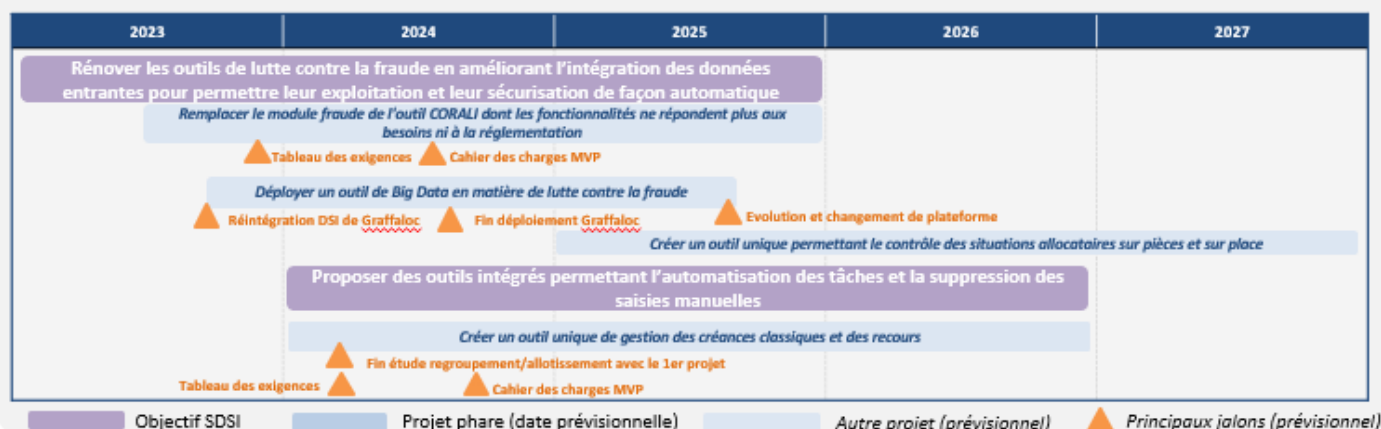 2023 2024 2025 2026 2027
Rénover les outils de lutte contre la fraude en améliorant l'intégration des données
entrantes pour permettre leur exploitation et leur sécurisation de façon automatique
Remplacer le module fraude de l'outil CORALI dont les fonctionnalités ne répondent plus aux
besoins ni à la réglementation
Tableau des exigences Cahier des charges MVP
Déployer un outil de Big Data en matière de lutte contre la fraude
Réintégration DSI de Graffaloc Fin déploiement Graffaloc Evolution et changement de plateforme
Créer un outil unique permettant le contrôle des situations allocataires sur pièces et sur place
Proposer des outils intégrés permettant l'automatisation des tâches et la suppression des
saisies manuelles
Créer un outil unique de gestion des créances classiques et des recours
Fin étude regroupement/allotissement avec le 1er projet
Tableau des exigences Cahier des charges MVP
Objectif SDSI Projet phare (date prévisionnelle) Autre projet (prévisionnel) Principaux jalons (prévisionnel)